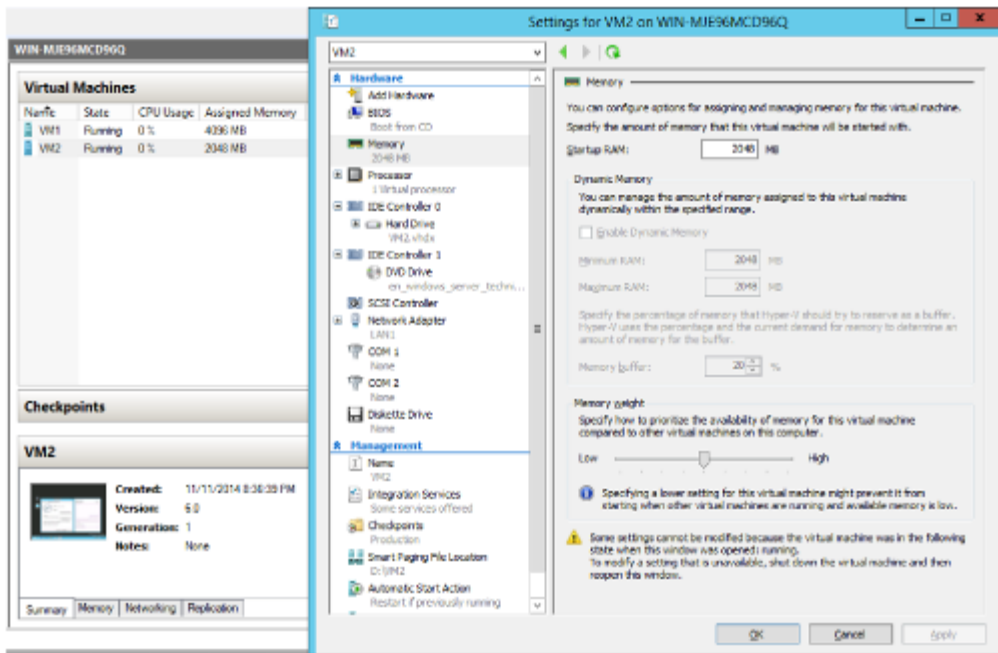 Settings for VM2 on WIN-MJE96MCD96Q
WIN-MJE96MCD96Q
Virtual Machines
Name State CPU Usage Assigned Memory
VM1 Running 0 % 4096 MB
VM2 Running 0 % 2048 MB
Checkpoints
VM2
Created: 11/11/2014 8:36:39 PM
Version: 6.0
Generation: 1
Notes: None
Summary Memory Networking Replication
VM2
Hardware
Add Hardware
BIOS
Boot from CD
Memory
2048 MB
Processor
1 Virtual processor
IDE Controller 0
Hard Drive
VM2.vhdx
IDE Controller 1
DVD Drive
en_windows_server_techni...
SCSI Controller
Network Adapter
LAN1
COM 1
None
COM 2
None
Diskette Drive
None
Management
Name
VM2
Integration Services
Some services offered
Checkpoints
Production
Smart Paging File Location
D:\VM2
Automatic Start Action
Restart if previously running
Memory
You can configure options for assigning and managing memory for this virtual machine.
Specify the amount of memory that this virtual machine will be started with.
Startup RAM: 2048 MB
Dynamic Memory
You can manage the amount of memory assigned to this virtual machine
dynamically within the specified range.
Enable Dynamic Memory
Minimum RAM: 2048 MB
Maximum RAM: 2048 MB
Specify the percentage of memory that Hyper-V should try to reserve as a buffer.
Hyper-V uses the percentage and the current demand for memory to determine an
amount of memory for the buffer.
Memory buffer: 20 %
Memory weight
Specify how to prioritize the availability of memory for this virtual machine
compared to other virtual machines on this computer.
Low High
Specifying a lower setting for this virtual machine might prevent it from
starting when other virtual machines are running and available memory is low.
Some settings cannot be modified because the virtual machine was in the following
state when this window was opened: running.
To modify a setting that is unavailable, shut down the virtual machine and then
reopen this window.
OK Cancel Apply